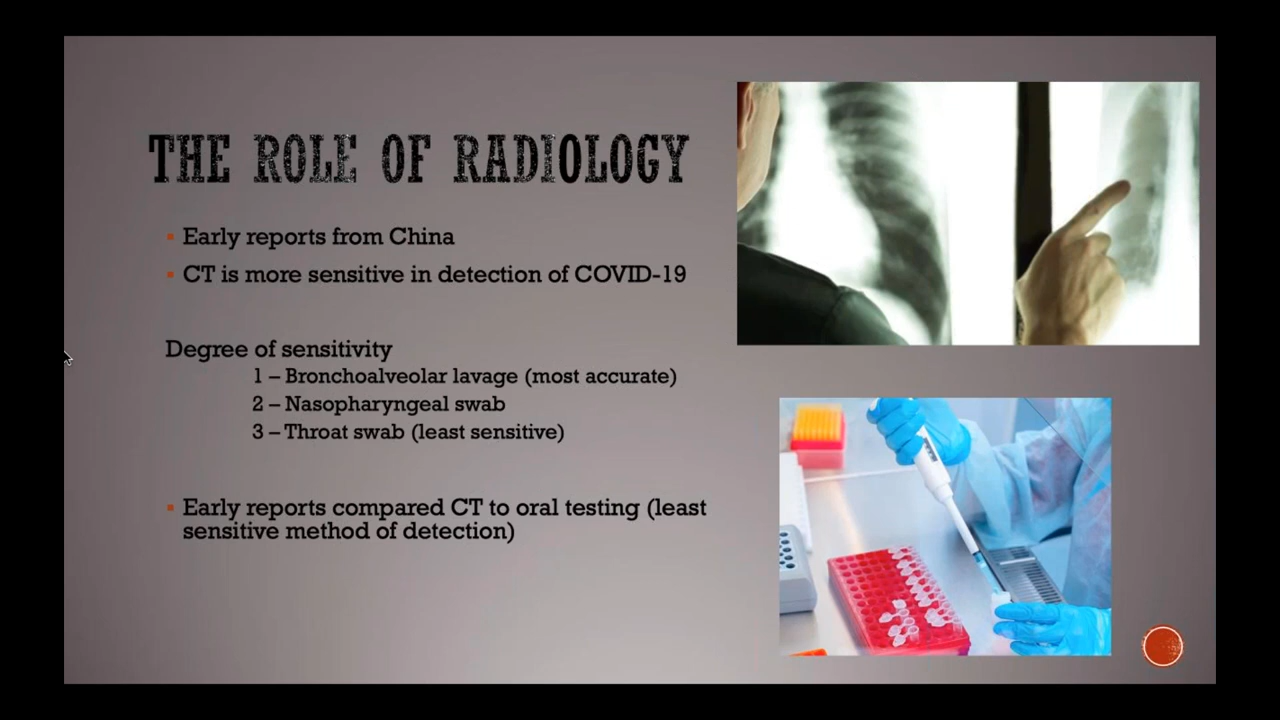 THE ROLE OF RADIOLOGY
Early reports from China
CT is more sensitive in detection of COVID-19
Degree of sensitivity
1 – Bronchoalveolar lavage (most accurate)
2 – Nasopharyngeal swab
3 – Throat swab (least sensitive)
Early reports compared CT to oral testing (least
sensitive method of detection)